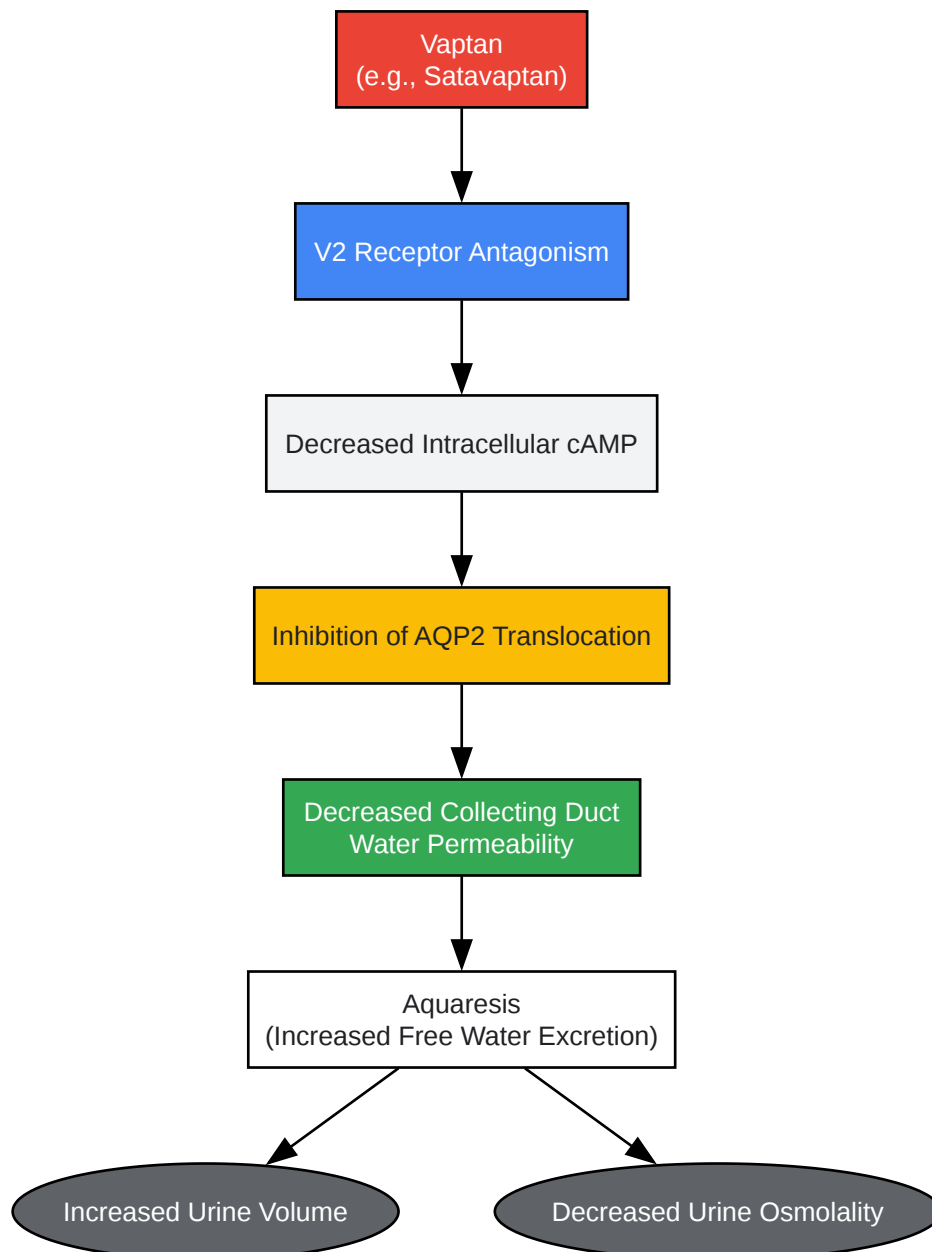 Vaptan
(e.g., Satavaptan)
V2 Receptor Antagonism
Decreased Intracellular cAMP
Inhibition of AQP2 Translocation
Decreased Collecting Duct
Water Permeability
Aquaresis
(Increased Free Water Excretion)
Increased Urine Volume
Decreased Urine Osmolality